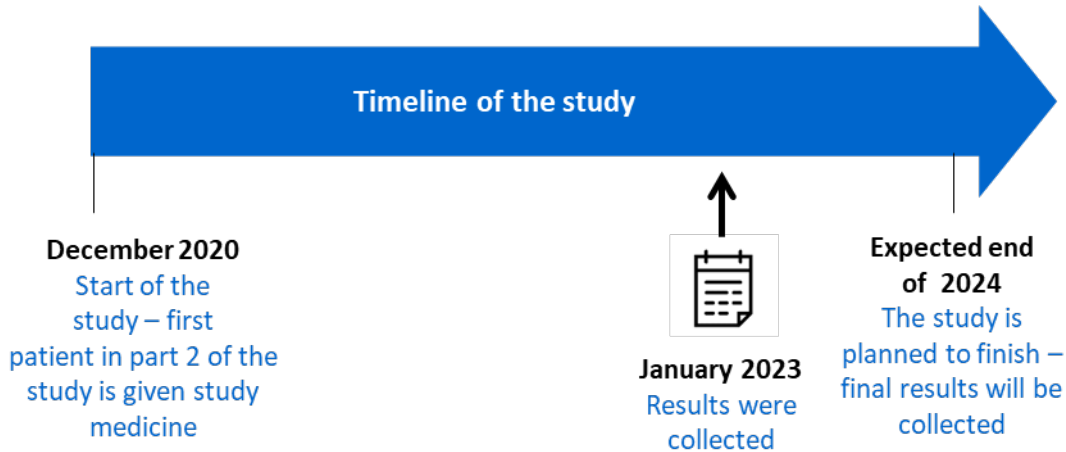 Timeline of the study
December 2020
Start of the
study – first
patient in part 2 of the
study is given study
medicine
January 2023
Results were
collected
Expected end
of 2024
The study is
planned to finish –
final results will be
collected